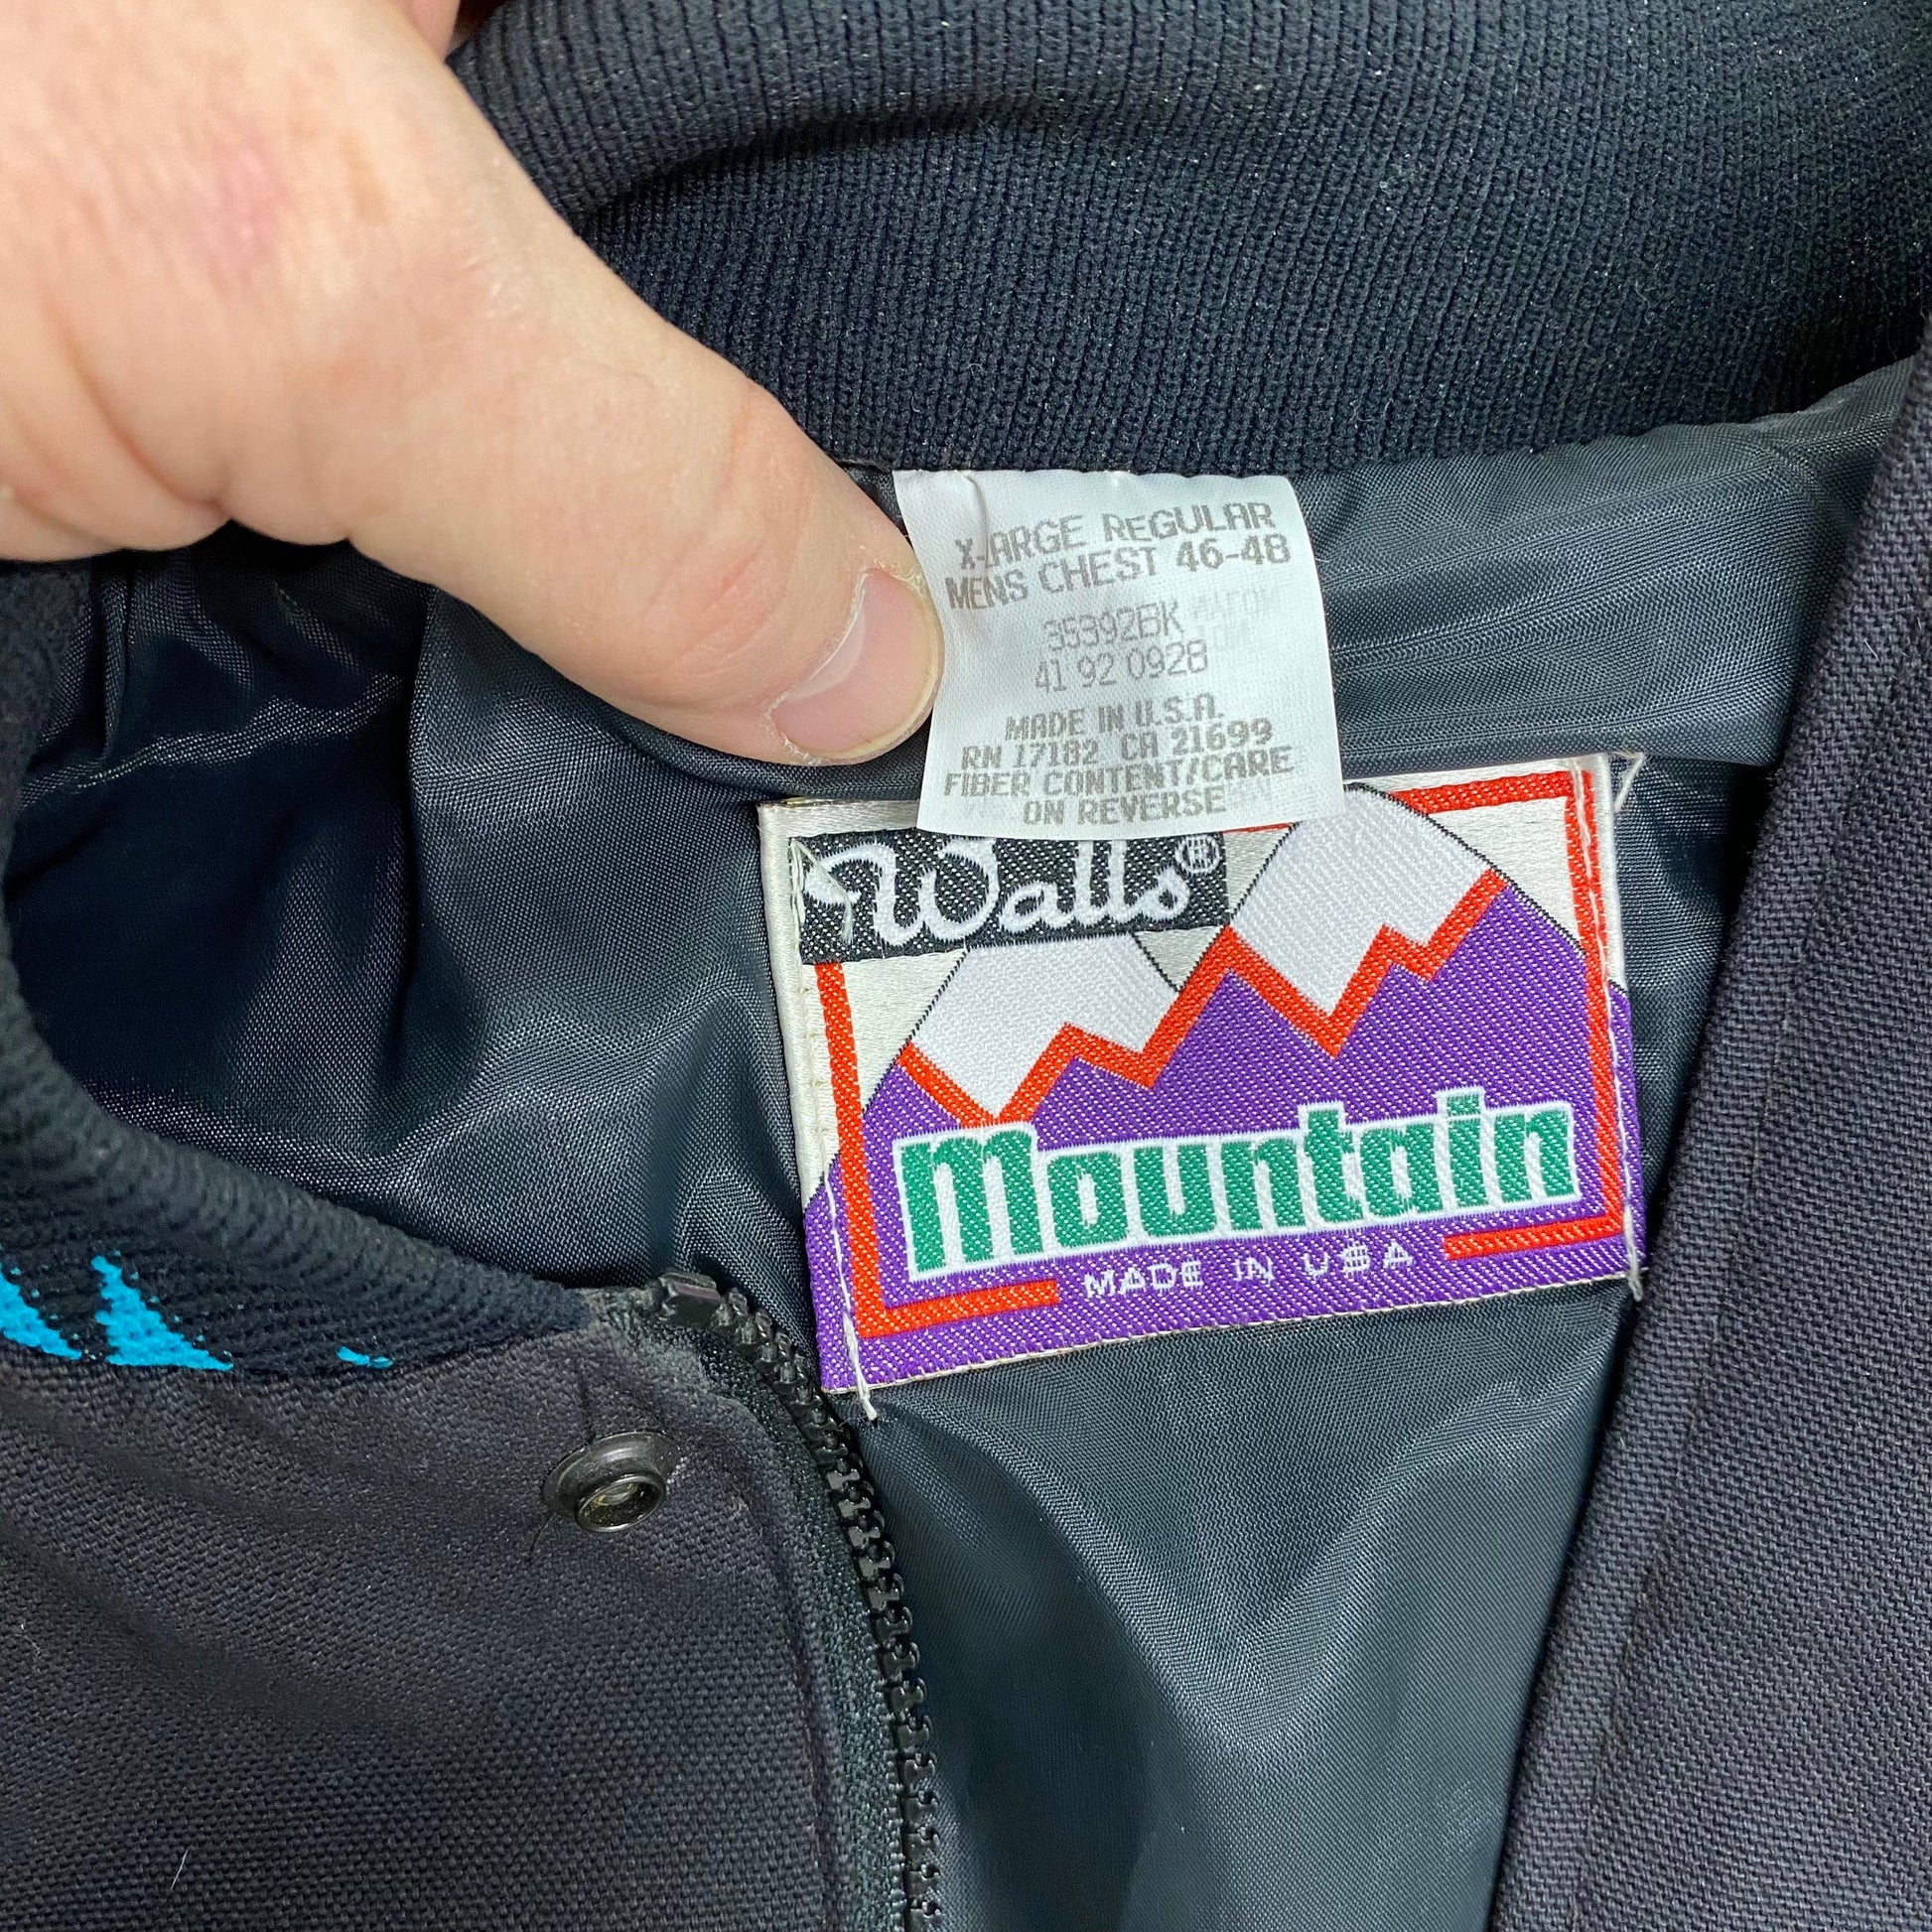 X-LARGE REGULAR
MENS CHEST 46-48
35392BK
41 92 0928
MADE IN U.S.A.
RN 17182 CA 21699
FIBER CONTENT/CARE
ON REVERSE
Walls®
Mountain
MADE IN USA